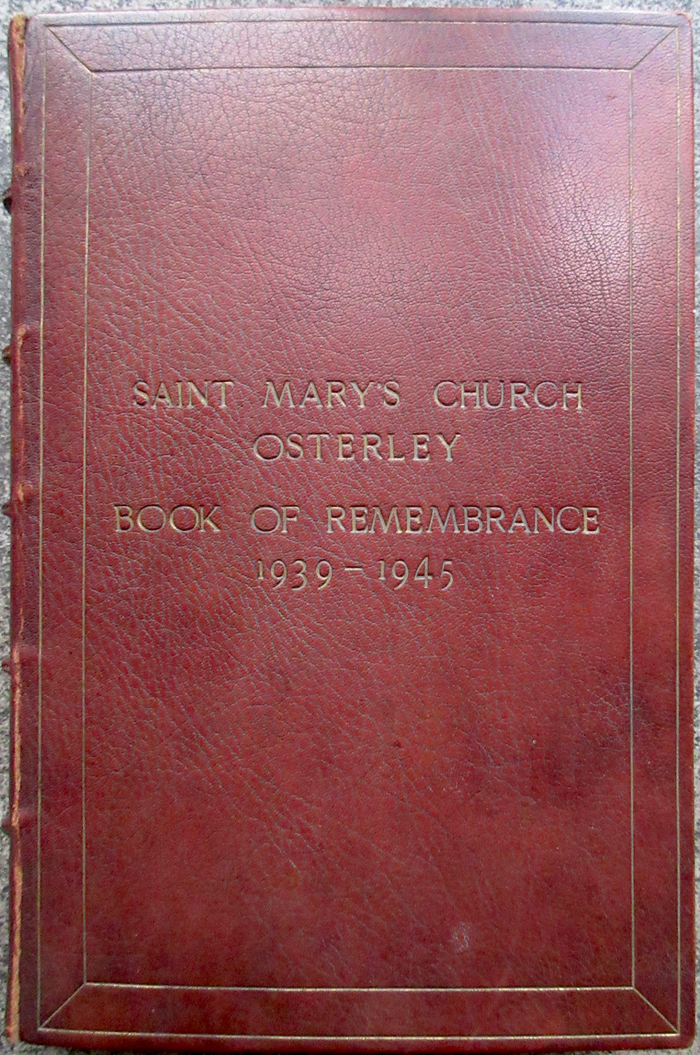 SAINT MARY'S CHURCH
OSTERLEY
BOOK OF REMEMBRANCE
1939 – 1945